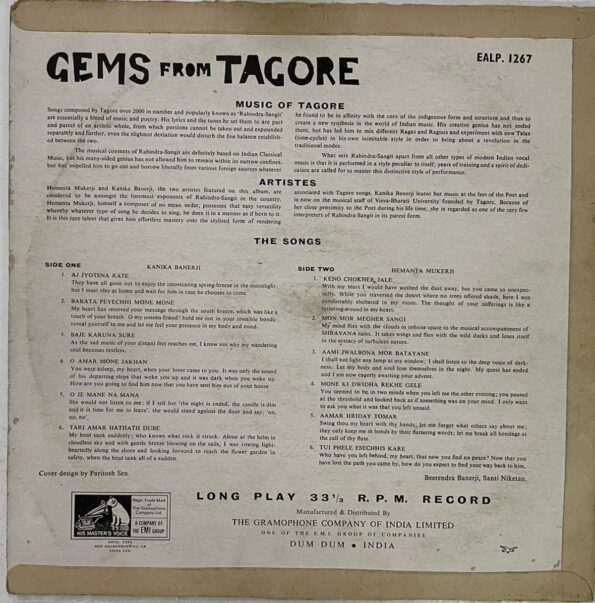 EALP. 1267
GEMS FROM TAGORE
MUSIC OF TAGORE
Songs composed by Tagore over 2000 in number and popularly known as 'Rabindra-Sangit'
are essentially a blend of music and poetry. His lyrics and the tunes he set them to are part
and parcel of an artistic whole, from which portions cannot be taken out and expounded
separately and further, even the slightest deviation would disturb the fine balance establish-
ed between the two.
The musical contents of Rabindra-Sangit are definitely based on Indian Classical
Music, but his many-sided genius has not allowed him to remain within its narrow confines,
but has impelled him to go out and borrow liberally from various foreign sources whatever
he found to be in affinity with the core of the indigenous form and structure and thus to
create a new synthesis in the world of Indian music. His creative genius has not ended
there, but has led him to mix different Ragas and Raginis and experiment with new Talas
(time-cycles) in his own inimitable style in order to bring about a revolution in the
traditional modes.
What sets Rabindra-Sangit apart from all other types of modern Indian vocal
music is that it is performed in a style peculiar to itself; years of training and a spirit of dedi-
cation are called for to master this distinctive style of performance.
ARTISTES
Hemanta Mukerji and Kanika Banerji, the two artistes featured on this album, are
considered to be amongst the foremost exponents of Rabindra-Sangit in the country.
Hemanta Mukerji, himself a composer of no mean order, possesses that easy versatility
whereby whatever type of song he decides to sing, he does it in a manner as if born to it.
It is this rare talent that gives him effortless mastery over the stylised form of rendering
associated with Tagore songs. Kanika Banerji learnt her music at the feet of the Poet and
is now on the musical staff of Visva-Bharati University founded by Tagore. Because of
her close proximity to the Poet during his life time, she is regarded as one of the very few
interpreters of Rabindra-Sangit in its purest form.
THE SONGS
SIDE ONE
KANIKA BANERJI
1. AJ JYOTSNA RATE
They have all gone out to enjoy the intoxicating spring-breeze in the moonlight
but I must stay at home and wait for him in case he chooses to come.
2. BARATA PEYECHHI MONE MONE
My heart has received your message through the south breeze, which was like a
touch of your breath. O my unseen friend! hold me not in your invisible bonds;
reveal yourself to me and let me feel your presence in my body and mind.
3. BAJE KARUNA SURE
As the sad music of your distant feet reaches me, I know not why my wandering
soul becomes restless.
4. O AMAR MONE JAKHAN
You were asleep, my heart, when your lover came to you. It was only the sound
of his departing steps that woke you up and it was dark when you woke up.
How are you going to find him now that you have sent him out of your house.
5. O JE MANE NA MANA
She would not listen to me; if I tell her 'the night is ended, the candle is dim
and it is time for me to leave', she would stand against the door and say, 'no,
no, no',
6. TARI AMAR HATHATH DUBE
My boat sank suddenly; who knows what rock it struck. Alone at the helm in
cloudless sky and with gentle breeze blowing on the sails, I was rowing light-
heartedly along the shore and looking forward to reach the flower garden in
safety, when the boat sank all of a sudden.
Cover design by Paritosh Sen.
SIDE TWO
HEMANTA MUKERJI
1. KENO CHOKHER JALE
With my tears I would have washed the dust away, but you came unexpec-
tedly. While you traversed the desert where no trees offered shade, here I was
comfortably sheltered in my room. The thought of your sufferings is like a
festering wound in my heart.
2. MON MOR MEGHER SANGI
My mind flies with the clouds in infinite space to the musical accompaniment of
SHRAVANA rains. It takes wings and flies with the wild ducks and loses itself
in the ecstacy of turbulent nature.
3. AAMI JWALBONA MOR BATAYANE
I shall not light any lamp at my window; I shall listen to the deep voice of dark-
ness. Let my body and soul lose themselves in the night. My quest has ended
and I am now eagerly awaiting your advent.
4. MONE KI DWIDHA REKHE GELE
You seemed to be in two minds when you left me the other evening; you paused
at the threshold and looked back as if something was on your mind. I only want
to ask you what it was that you left unsaid.
5. AAMAR HRIDAY TOMAR
Swing thou my heart with thy hands; let me forget what others say about me;
they only keep me in bonds by their flattering words; let me break all bondage at
the call of thy flute.
6. TUI PHELE ESECHHIS KARE
Who have you left behind, my heart, that now you find no peace? Now that you
have lost the path you came by, how do you expect to find your way back to him.
Beerendra Banerji, Santi Niketan.
HIS MASTER'S VOICE
Regd. Trade Mark
of The
Gramophone
Company Ltd
A COMPANY OF
THE EMI GROUP
LONG PLAY 33⅓ R.P.M. RECORD
Manufactured & Distributed By
THE GRAMOPHONE COMPANY OF INDIA LIMITED
ONE OF THE E.M.I. GROUP OF COMPANIES
DUM DUM • INDIA